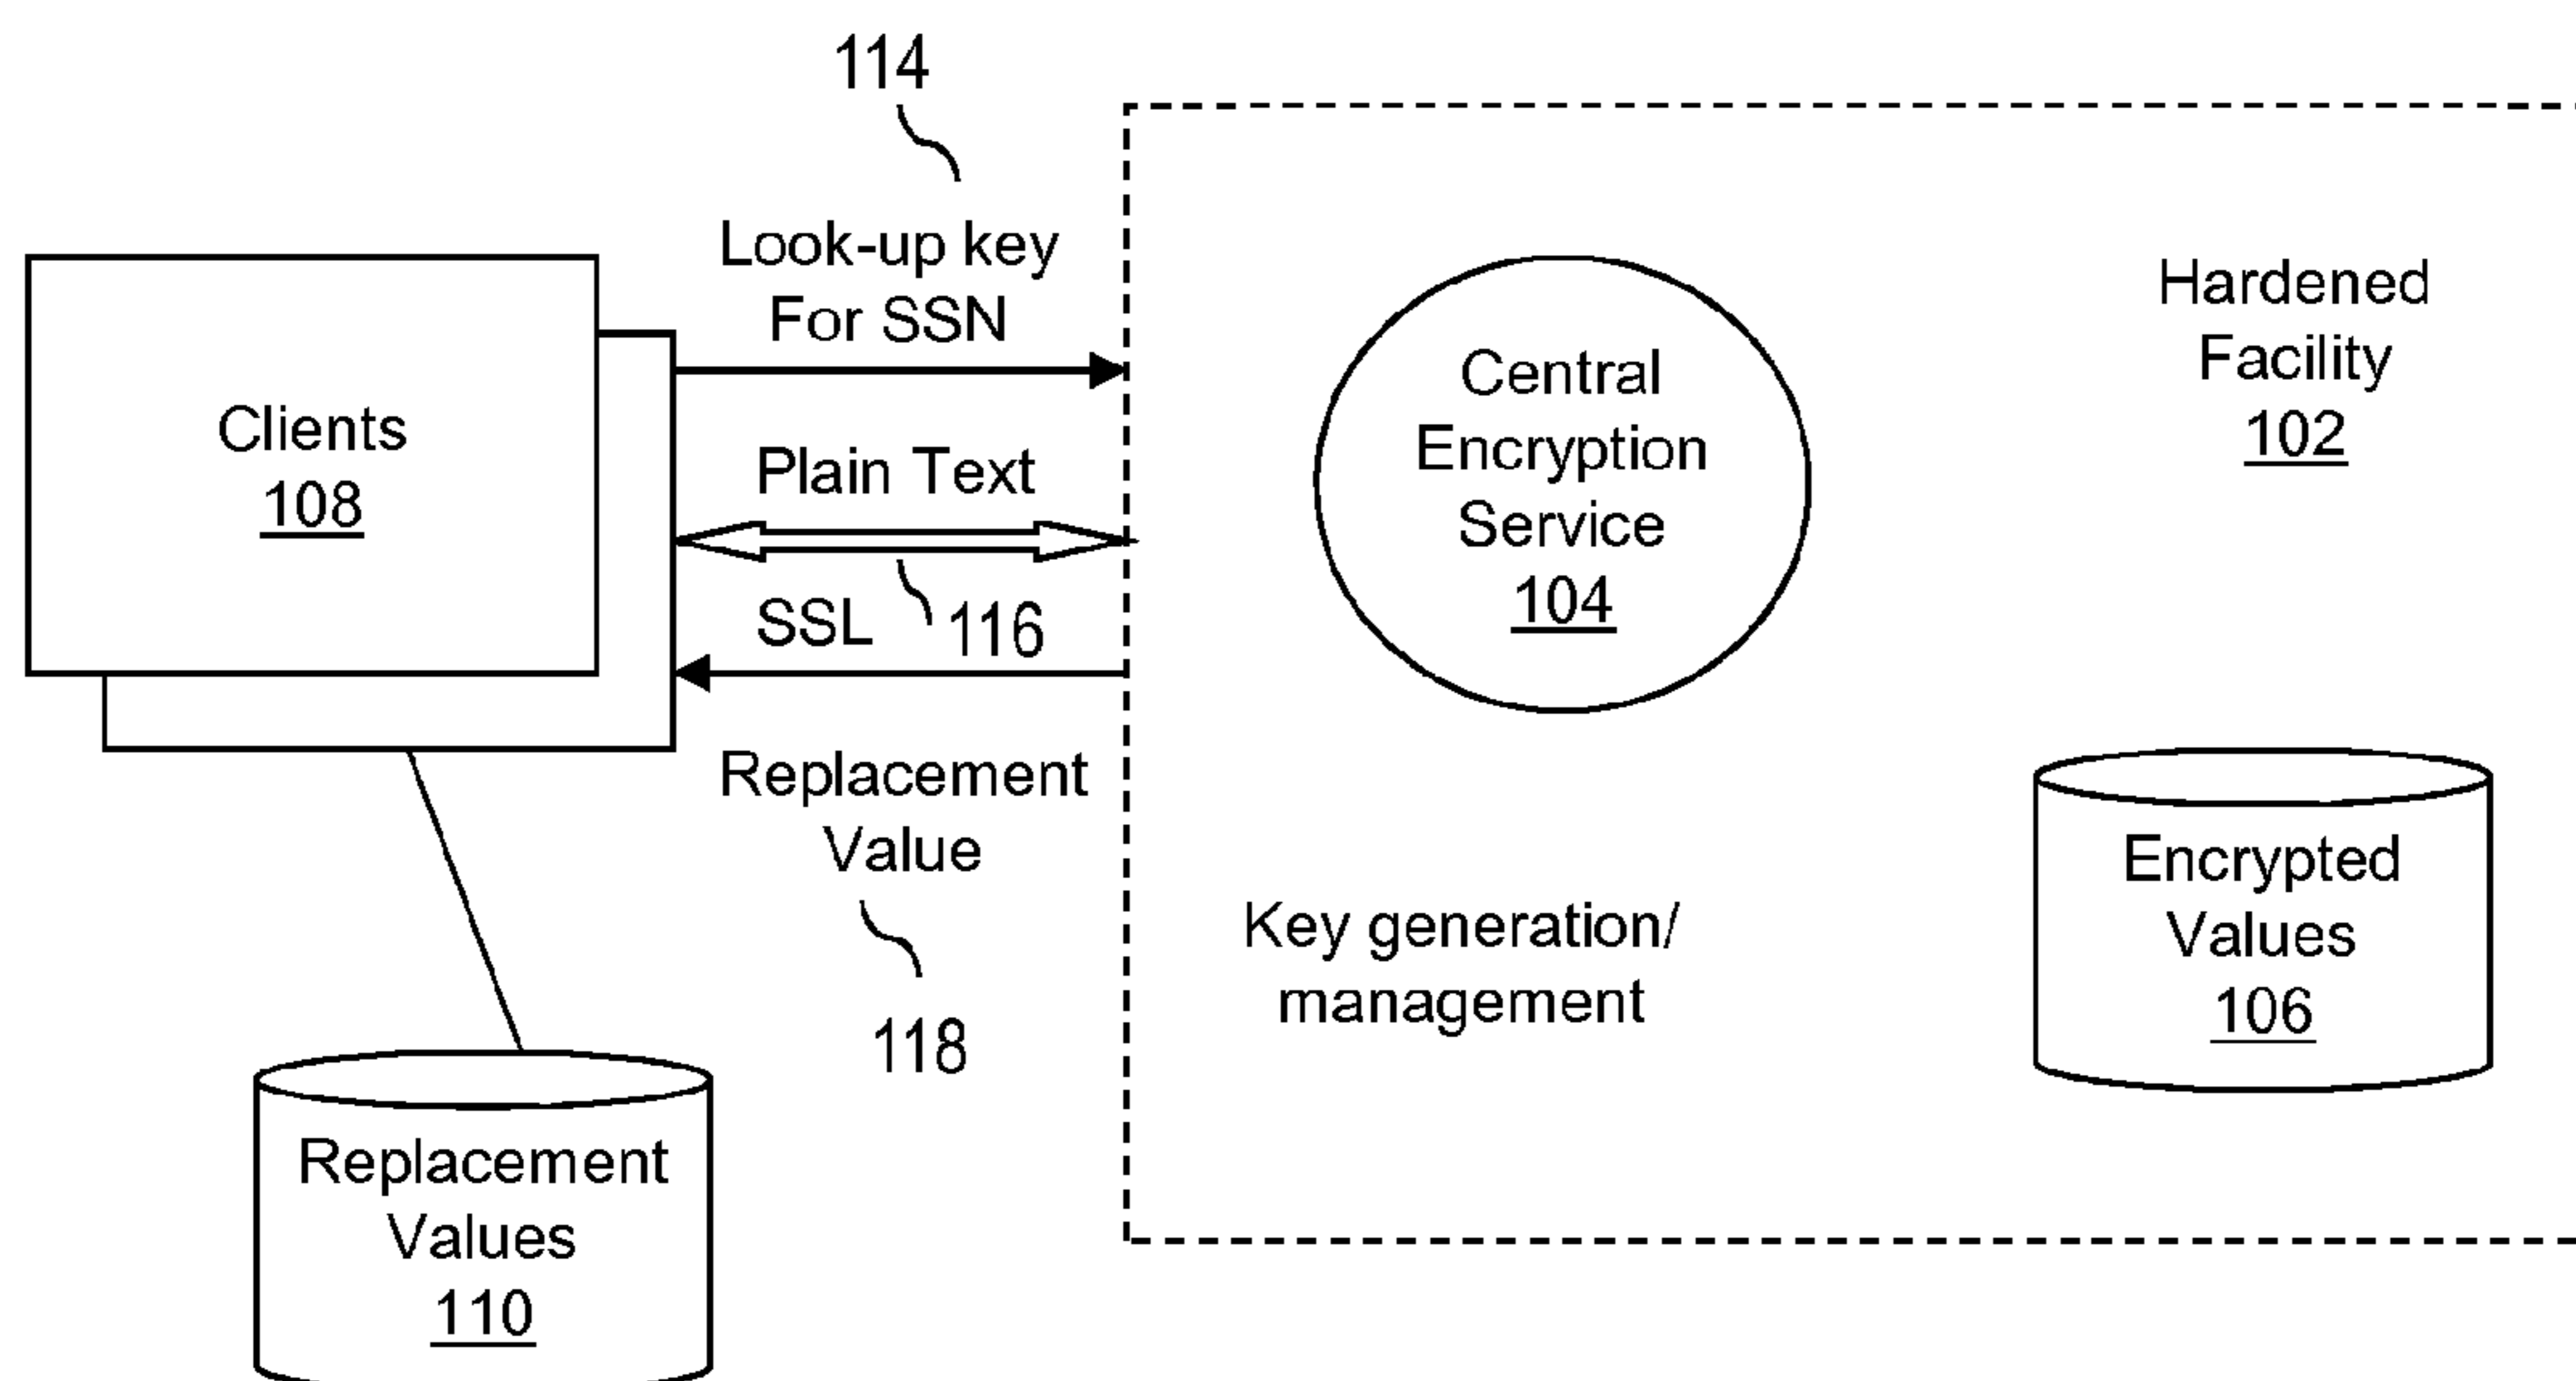 114
Look-up key
For SSN
Clients
108
Plain Text
SSL
116
Replacement
Value
118
Replacement
Values
110
Central
Encryption
Service
104
Hardened
Facility
102
Key generation/
management
Encrypted
Values
106